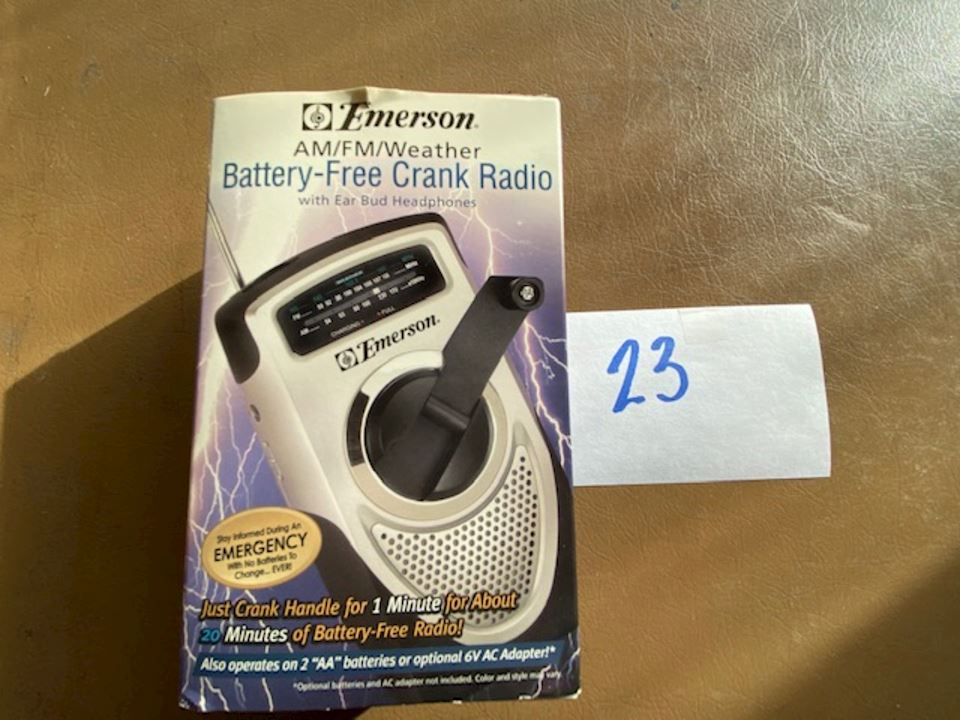 Emerson.
AM/FM/Weather
Battery-Free Crank Radio
with Ear Bud Headphones
CHARGING FULL
Emerson.
23
Stay Informed During An
EMERGENCY
With No Batteries To
Change... EVER!
Just Crank Handle for 1 Minute for About
20 Minutes of Battery-Free Radio!
Also operates on 2 "AA" batteries or optional 6V AC Adapter!*
*Optional batteries and AC adapter not included. Color and style may vary.